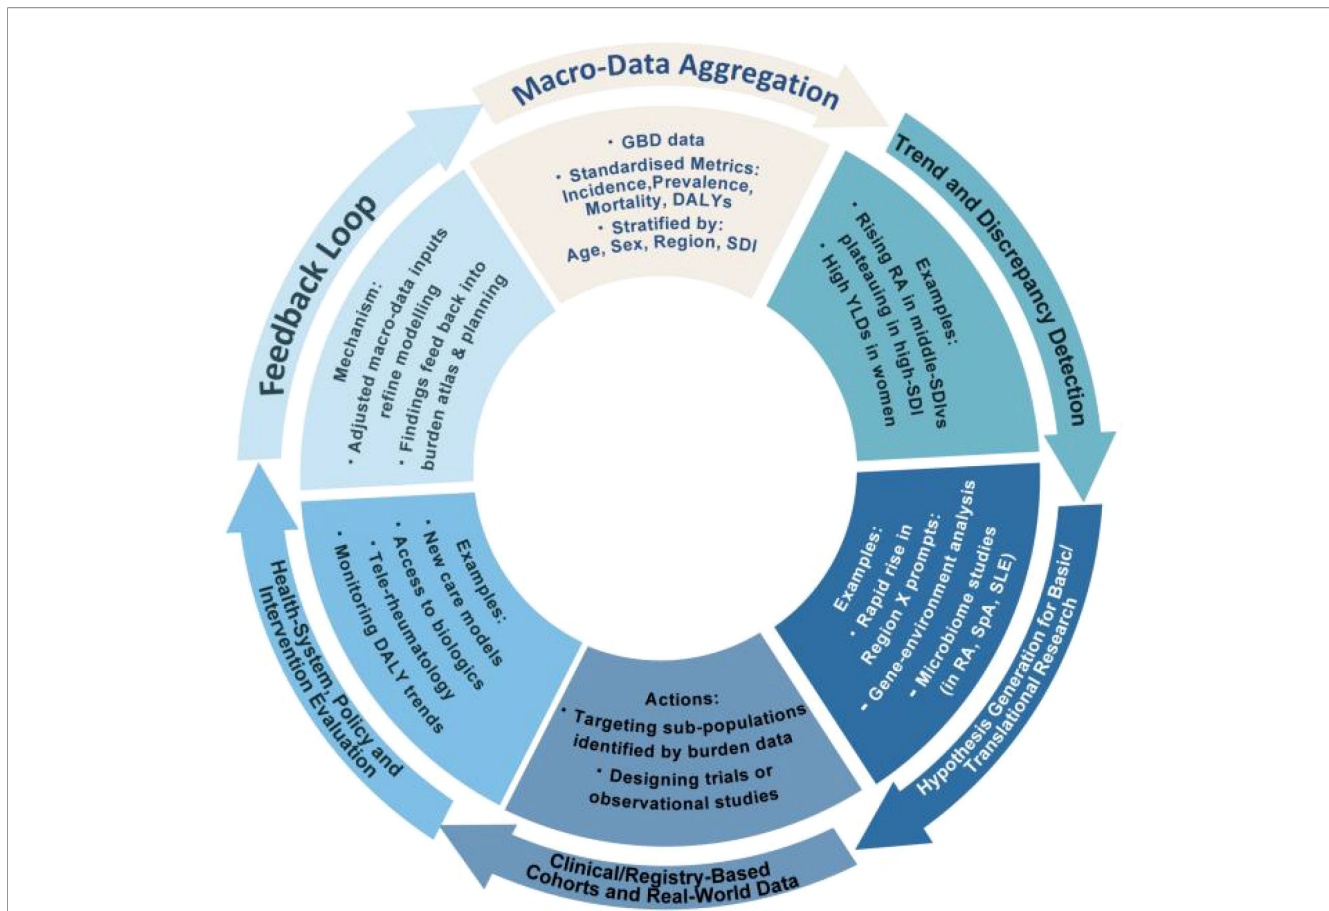 Macro-Data Aggregation
• GBD data
• Standardised Metrics:
Incidence,Prevalence,
Mortality, DALYs
• Stratified by:
Age, Sex, Region, SDI
Trend and Discrepancy Detection
Examples:
• Rising RA in middle-SDIvs
plateauing in high-SDI
• High YLDs in women
Hypothesis Generation for Basic/
Translational Research
Examples:
• Rapid rise in
Region X prompts:
- Gene-environment analysis
- Microbiome studies
(in RA, SpA, SLE)
Clinical/Registry-Based
Cohorts and Real-World Data
Actions:
• Targeting sub-populations
identified by burden data
• Designing trials or
observational studies
Health-System, Policy and
Intervention Evaluation
Examples:
• New care models
• Access to biologics
• Tele-rheumatology
• Monitoring DALY trends
Feedback Loop
Mechanism:
• Adjusted macro-data inputs
refine modelling
• Findings feed back into
burden atlas & planning